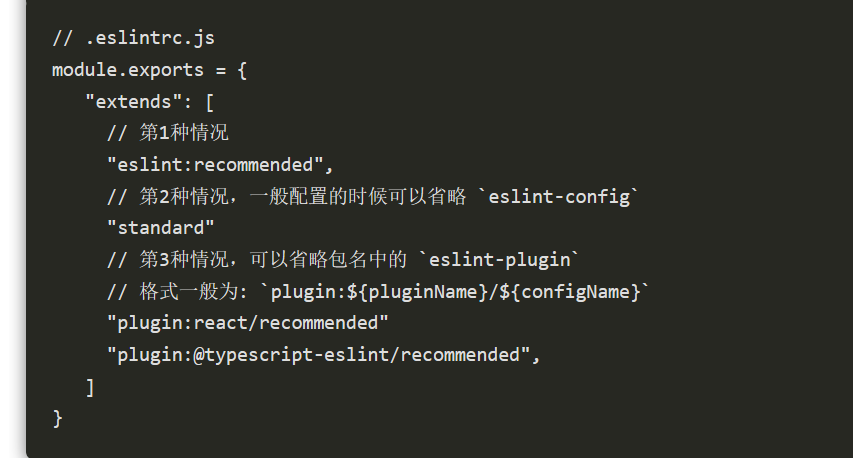 // .eslintrc.js
module.exports = {
   "extends": [
     // 第1种情况
     "eslint:recommended",
     // 第2种情况，一般配置的时候可以省略 `eslint-config`
     "standard"
     // 第3种情况，可以省略包名中的 `eslint-plugin`
     // 格式一般为: `plugin:${pluginName}/${configName}`
     "plugin:react/recommended"
     "plugin:@typescript-eslint/recommended",
   ]
}